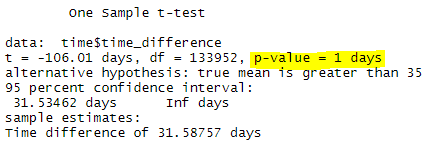 One Sample t-test
data: time$time_difference
t = -106.01 days, df = 133952, p-value = 1 days
alternative hypothesis: true mean is greater than 35
95 percent confidence interval:
31.53462 days Inf days
sample estimates:
Time difference of 31.58757 days